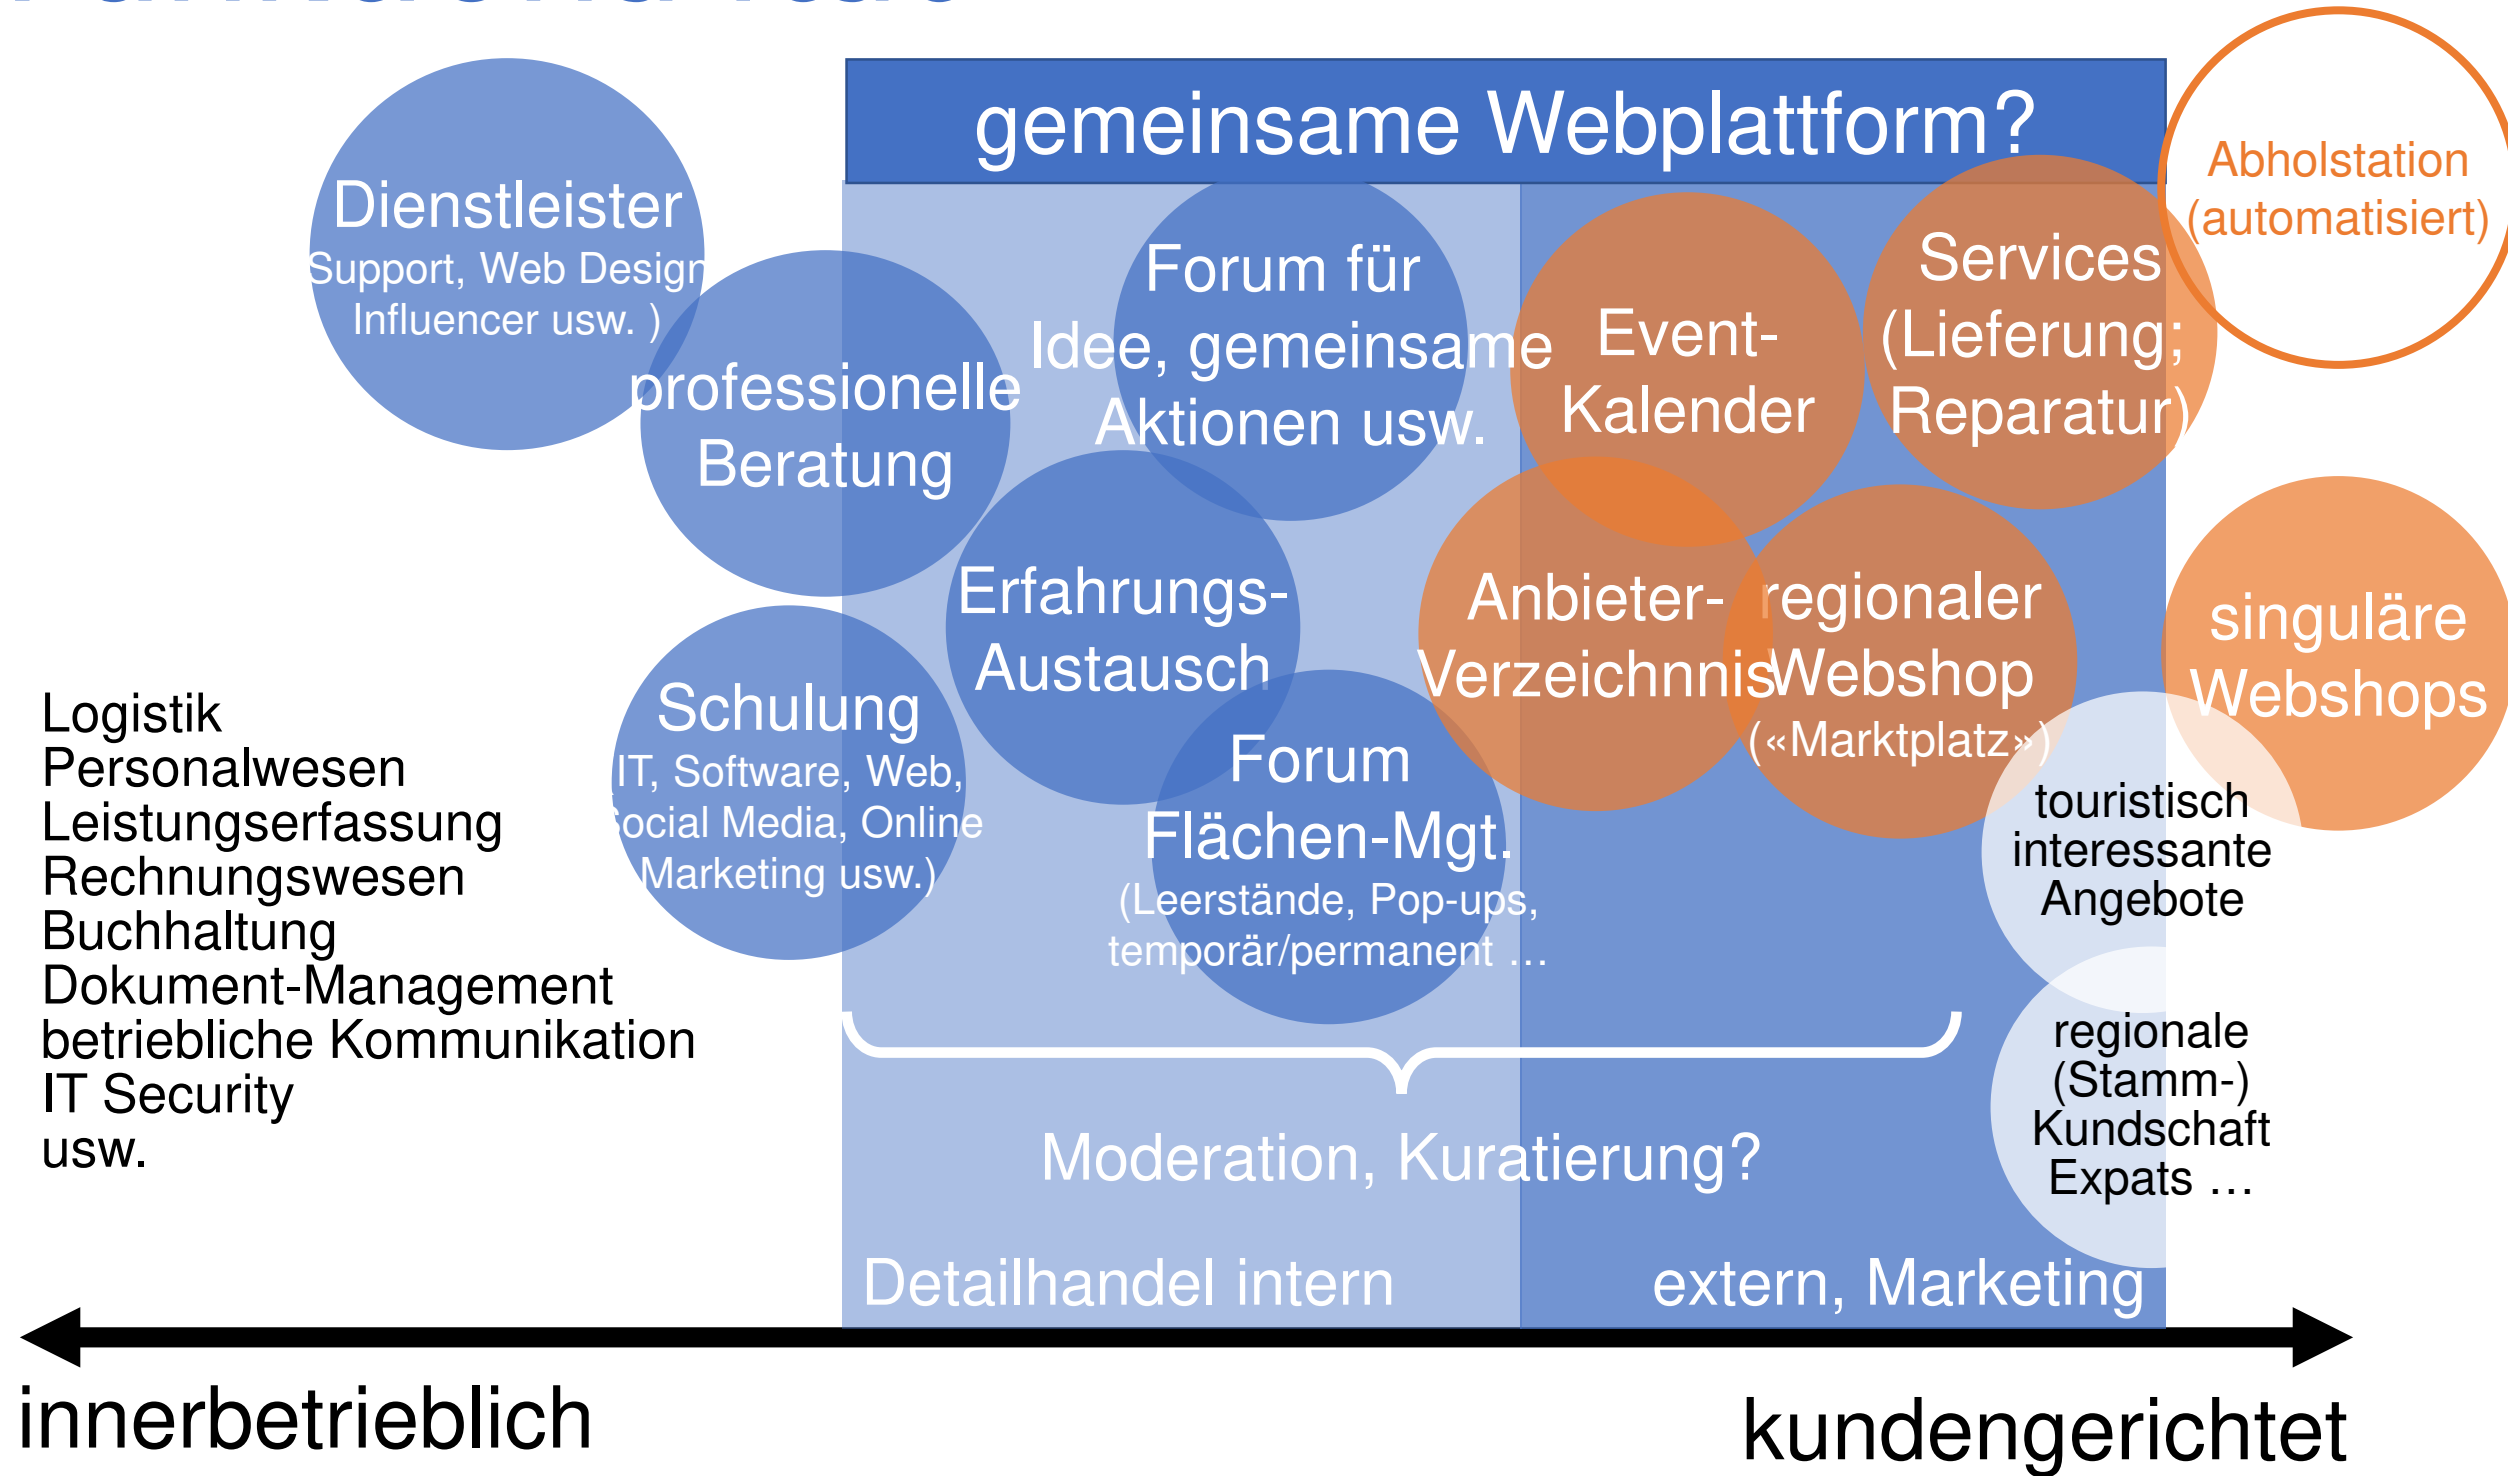 gemeinsame Webplattform?
Abholstation
(automatisiert)
Dienstleister
Support, Web Design
Influencer usw. )
professionelle
Beratung
Forum für
Idee, gemeinsame
Aktionen usw.
Event-
Kalender
Services
(Lieferung;
Reparatur)
Erfahrungs-
Austausch
Anbieter-
Verzeichnnis
regionaler
Webshop
(«Marktplatz»)
singuläre
Webshops
Schulung
IT, Software, Web,
Social Media, Online
Marketing usw.)
Forum
Flächen-Mgt.
(Leerstände, Pop-ups,
temporär/permanent …
touristisch
interessante
Angebote
regionale
(Stamm-)
Kundschaft
Expats …
Logistik
Personalwesen
Leistungserfassung
Rechnungswesen
Buchhaltung
Dokument-Management
betriebliche Kommunikation
IT Security
usw.
Moderation, Kuratierung?
Detailhandel intern
extern, Marketing
innerbetrieblich
kundengerichtet